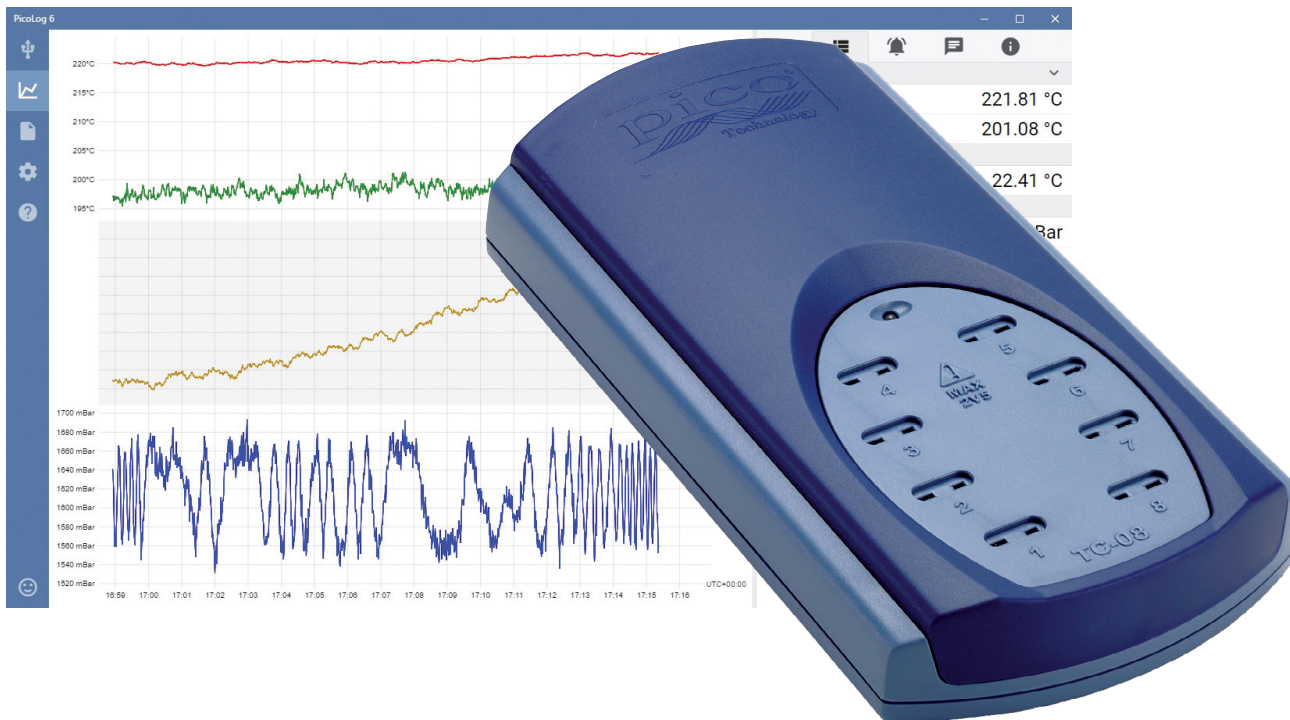 PicoLog 6
220°C
215°C
210°C
205°C
200°C
195°C
1700 mBar
1680 mBar
1660 mBar
1640 mBar
1620 mBar
1600 mBar
1580 mBar
1560 mBar
1540 mBar
1520 mBar
16:59 17:00 17:01 17:02 17:03 17:04 17:05 17:06 17:07 17:08 17:09 17:10 17:11 17:12 17:13 17:14 17:15 17:16
UTC+00:00
221.81 °C
201.08 °C
22.41 °C
Bar
pico
Technology
5
4
MAX
2V5
6
3
7
2
8
1
TC-08